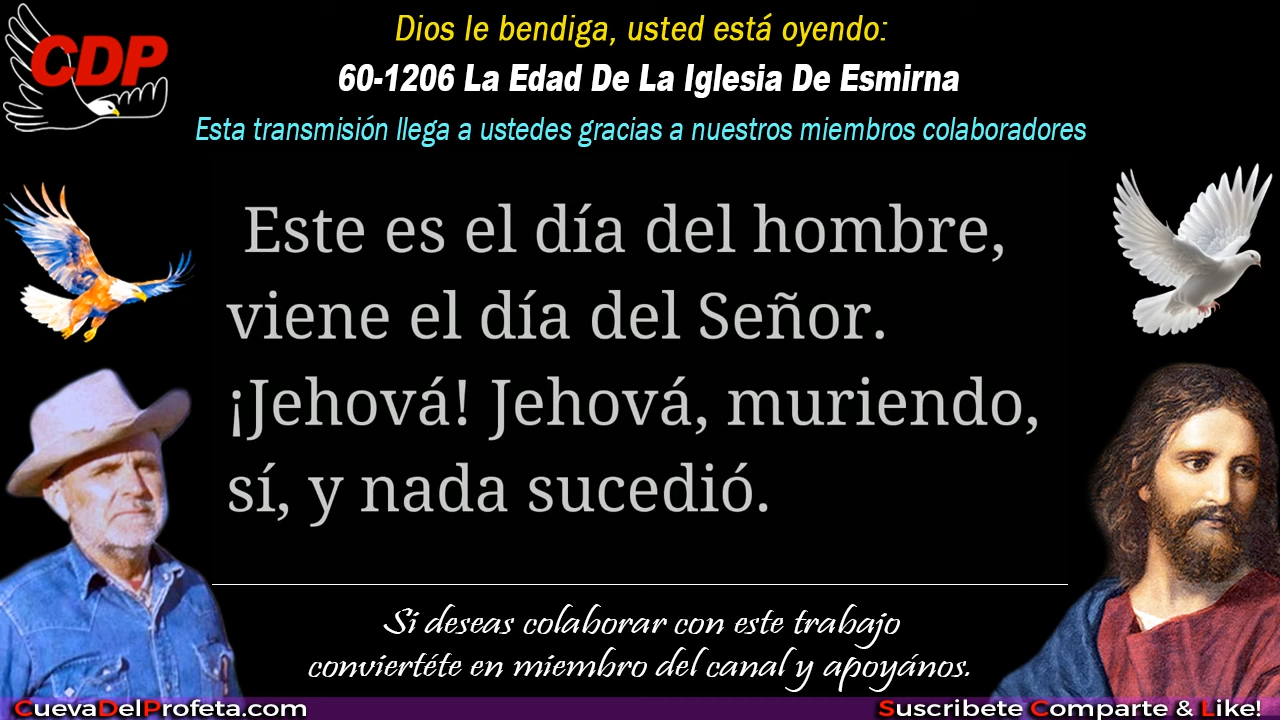 CDP
Dios le bendiga, usted está oyendo:
60-1206 La Edad De La Iglesia De Esmirna
Esta transmisión llega a ustedes gracias a nuestros miembros colaboradores
Este es el día del hombre,
viene el día del Señor.
¡Jehová! Jehová, muriendo,
sí, y nada sucedió.
Si deseas colaborar con este trabajo
conviertéte en miembro del canal y apoyános.
CuevaDelProfeta.com
Suscribete Comparte & Like!